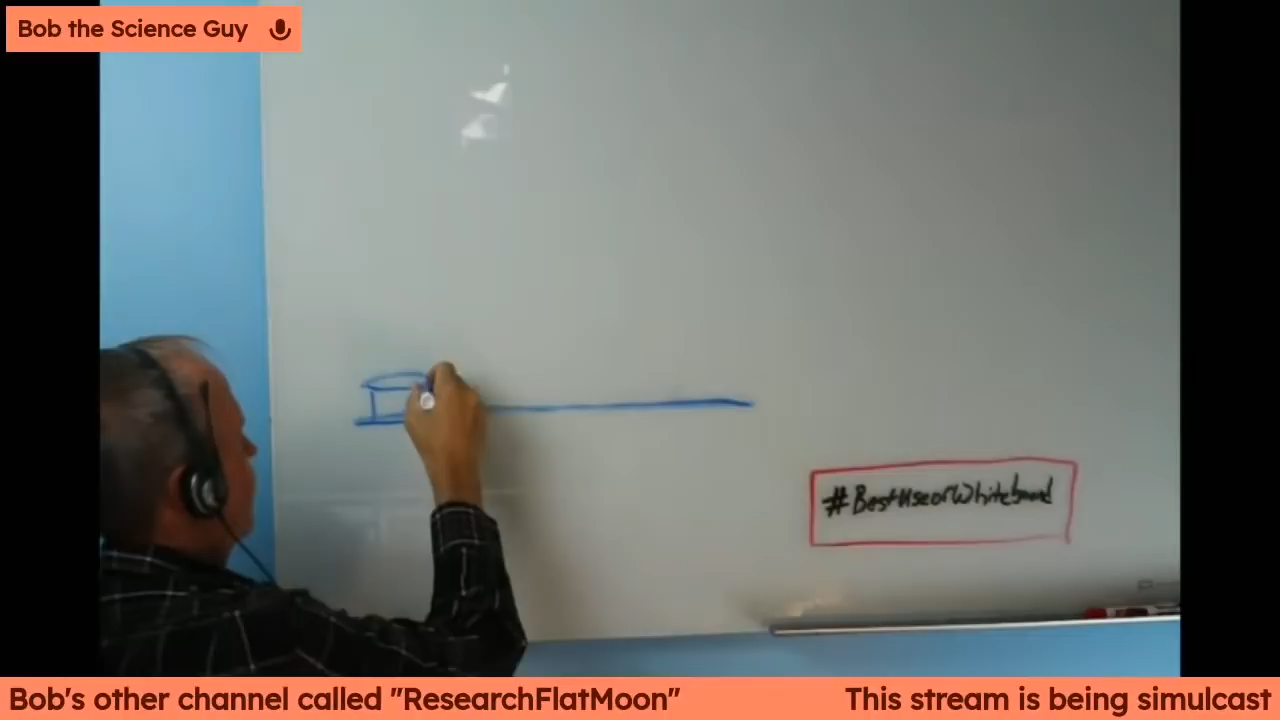 Bob the Science Guy
#BestUseofWhiteboard
Bob's other channel called "ResearchFlatMoon"
This stream is being simulcast